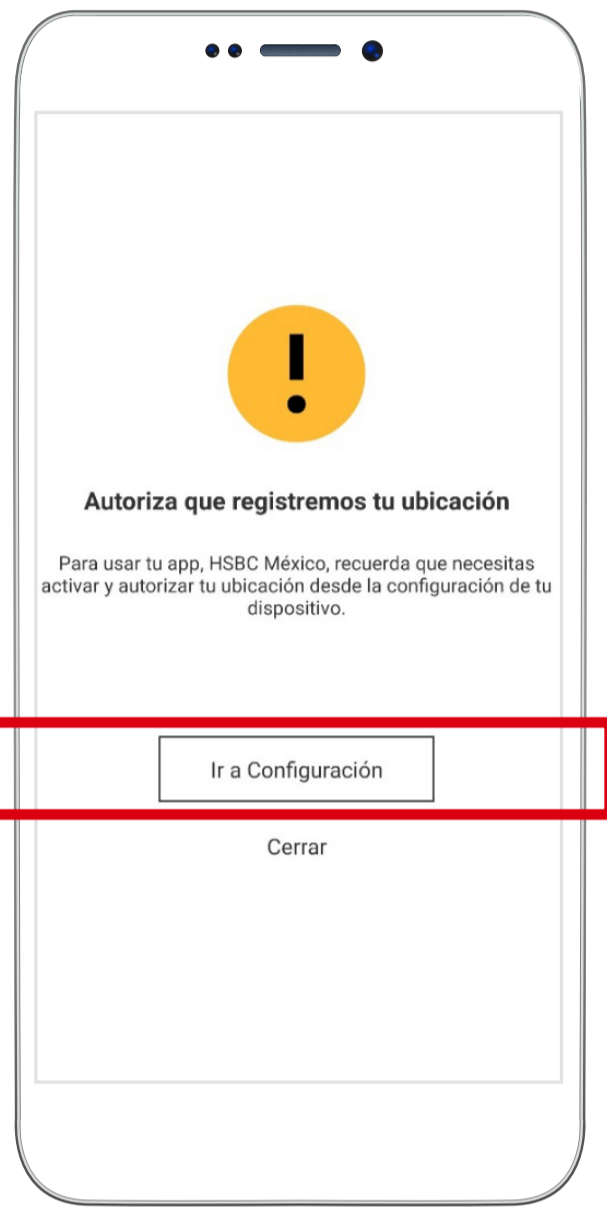 Autoriza que registremos tu ubicación
Para usar tu app, HSBC México, recuerda que necesitas
activar y autorizar tu ubicación desde la configuración de tu
dispositivo.
Ir a Configuración
Cerrar